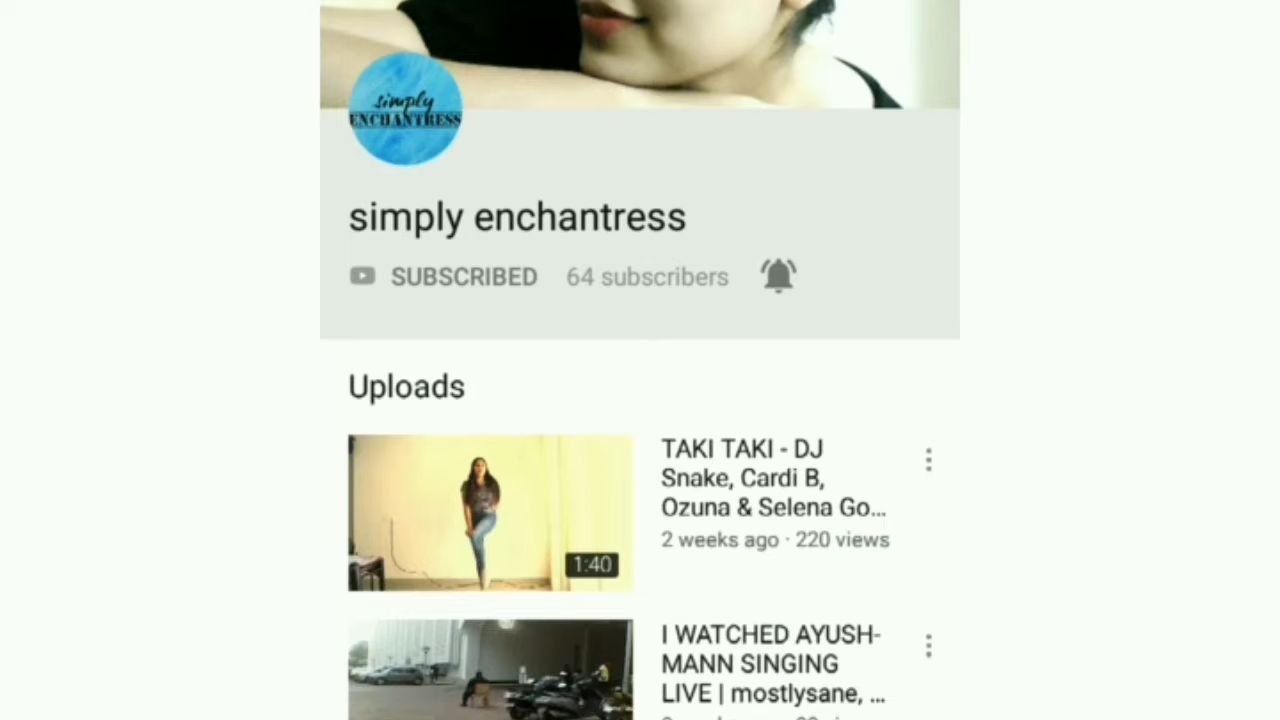 simply
ENCHANTRESS
simply enchantress
SUBSCRIBED 64 subscribers
Uploads
TAKI TAKI - DJ
Snake, Cardi B,
Ozuna & Selena Go...
2 weeks ago · 220 views
1:40
I WATCHED AYUSH-
MANN SINGING
LIVE | mostlysane, ...